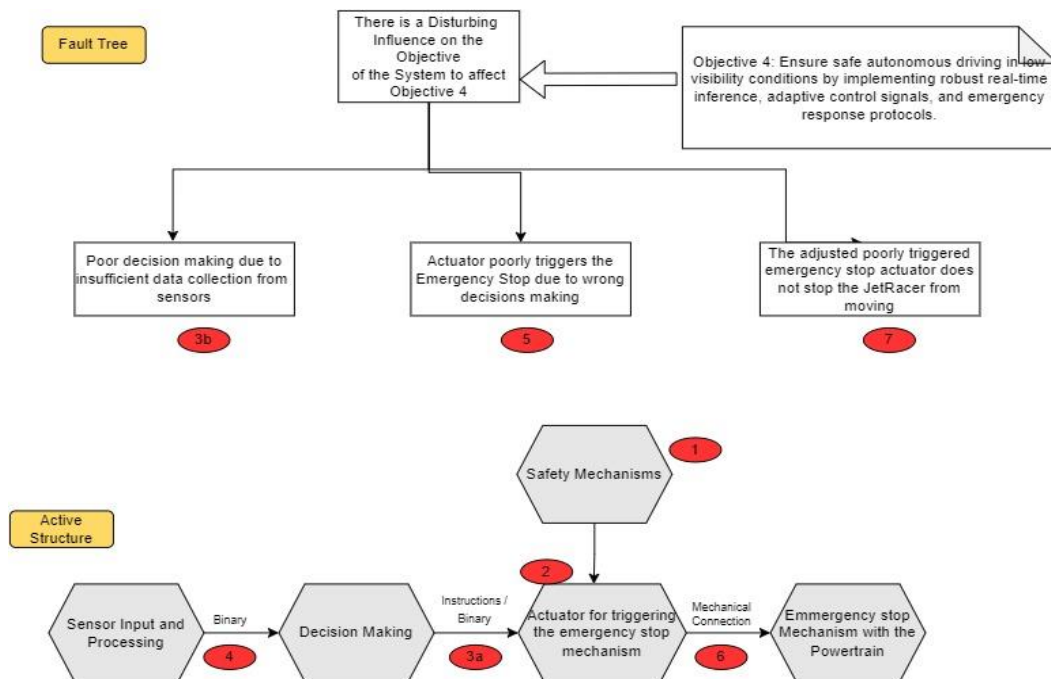 Fault Tree
There is a Disturbing
Influence on the
Objective
of the System to affect
Objective 4
Objective 4: Ensure safe autonomous driving in low
visibility conditions by implementing robust real-time
inference, adaptive control signals, and emergency
response protocols.
Poor decision making due to
insufficient data collection from
sensors
Actuator poorly triggers the
Emergency Stop due to wrong
decisions making
The adjusted poorly triggered
emergency stop actuator does
not stop the JetRacer from
moving
3b
5
7
Safety Mechanisms
1
Active
Structure
Sensor Input and
Processing
Binary
4
Decision Making
Instructions /
Binary
3a
2
Actuator for triggering
the emergency stop
mechanism
Mechanical
Connection
6
Emmergency stop
Mechanism with the
Powertrain